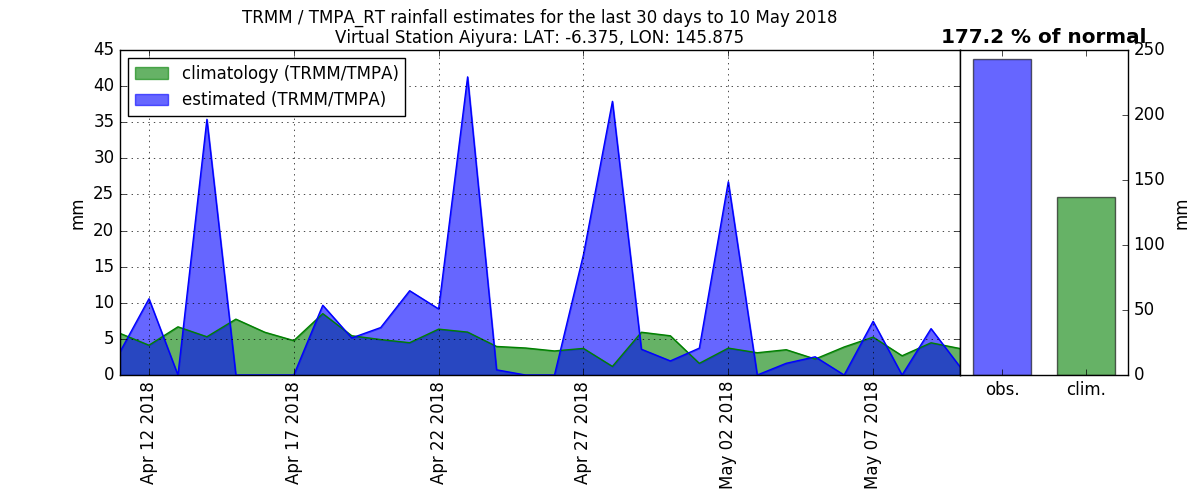 TRMM / TMPA_RT rainfall estimates for the last 30 days to 10 May 2018
Virtual Station Aiyura: LAT: -6.375, LON: 145.875
177.2 % of normal
climatology (TRMM/TMPA)
estimated (TRMM/TMPA)
45
40
35
30
25
20
15
10
5
0
mm
Apr 12 2018
Apr 17 2018
Apr 22 2018
Apr 27 2018
May 02 2018
May 07 2018
250
200
150
100
50
0
mm
obs.
clim.